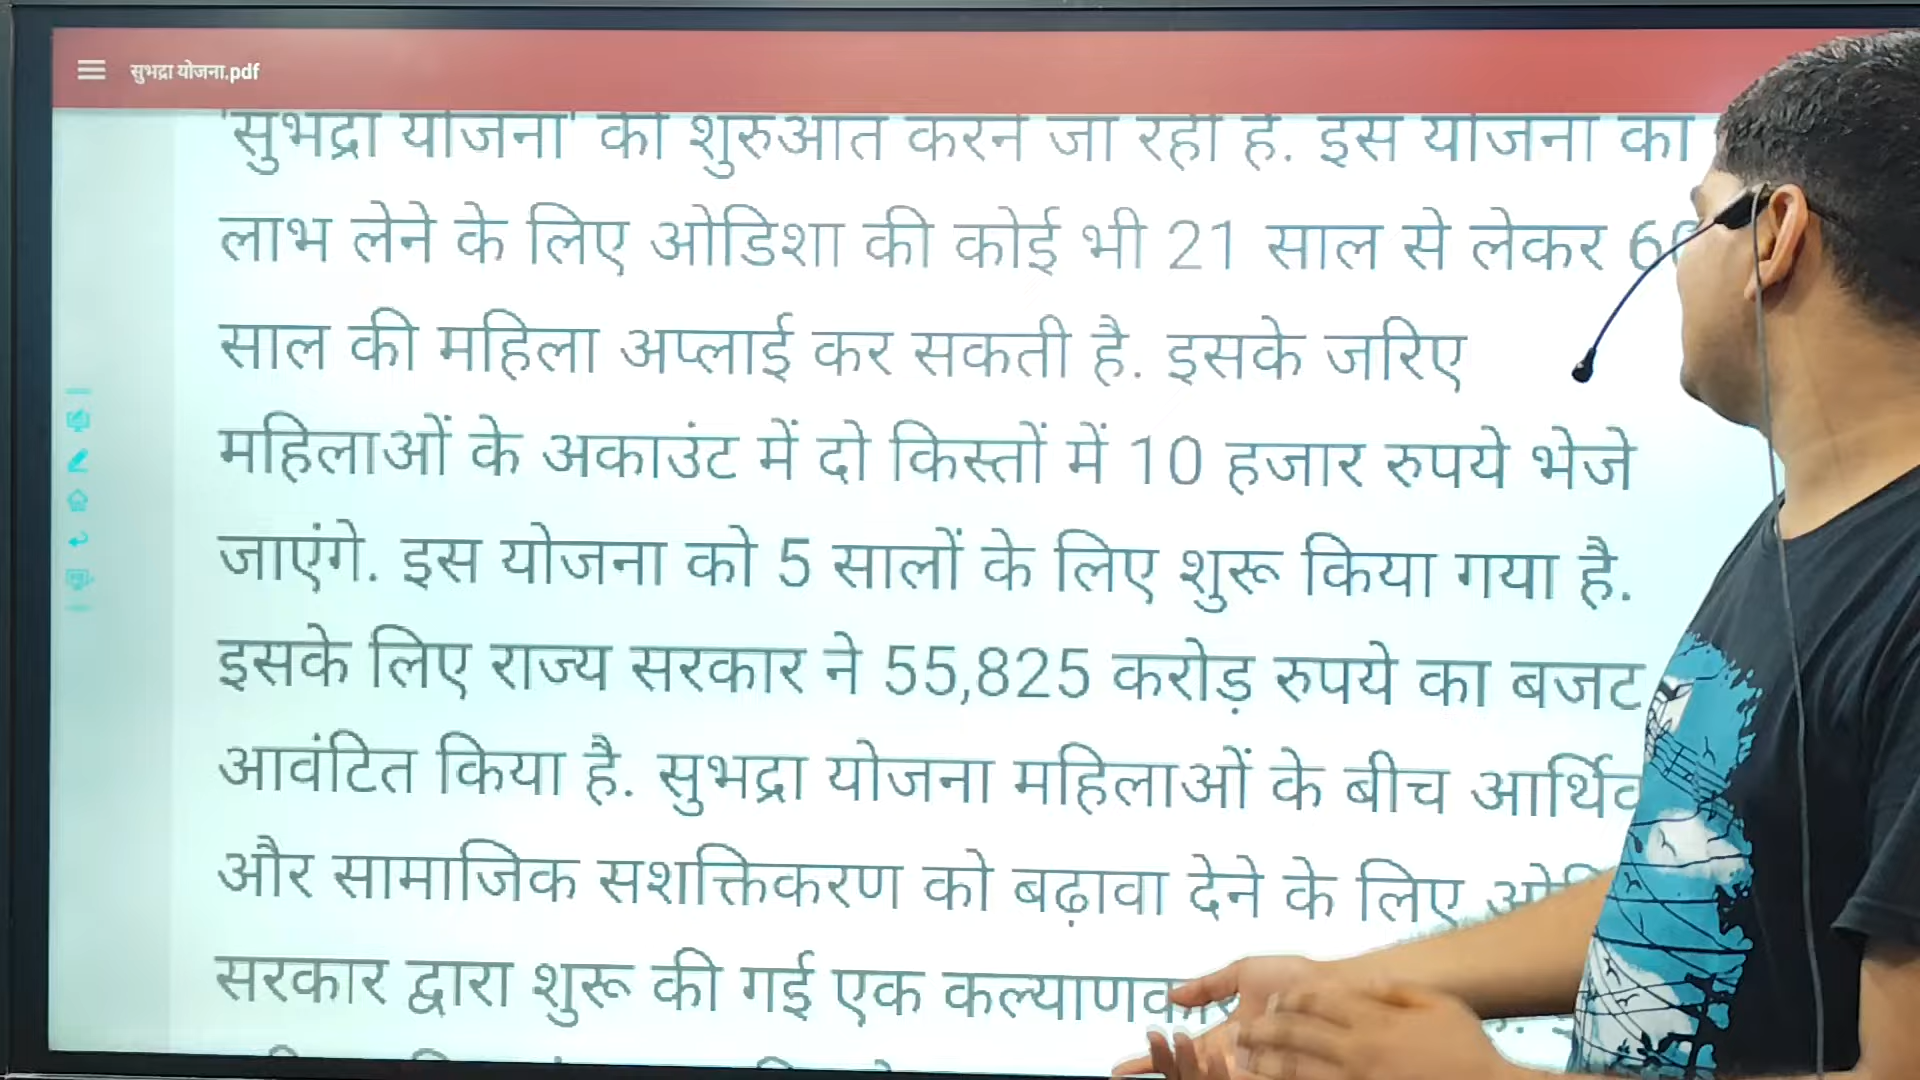 सुभद्रा योजना.pdf
'सुभद्रा योजना' की शुरुआत करने जा रही है. इस योजना का
लाभ लेने के लिए ओडिशा की कोई भी 21 साल से लेकर
साल की महिला अप्लाई कर सकती है. इसके जरिए
महिलाओं के अकाउंट में दो किस्तों में 10 हजार रुपये भेजे
जाएंगे. इस योजना को 5 सालों के लिए शुरू किया गया है.
इसके लिए राज्य सरकार ने 55,825 करोड़ रुपये का बजट
आवंटित किया है. सुभद्रा योजना महिलाओं के बीच
और सामाजिक सशक्तिकरण को बढ़ावा देने के लिए
सरकार द्वारा शुरू की गई एक